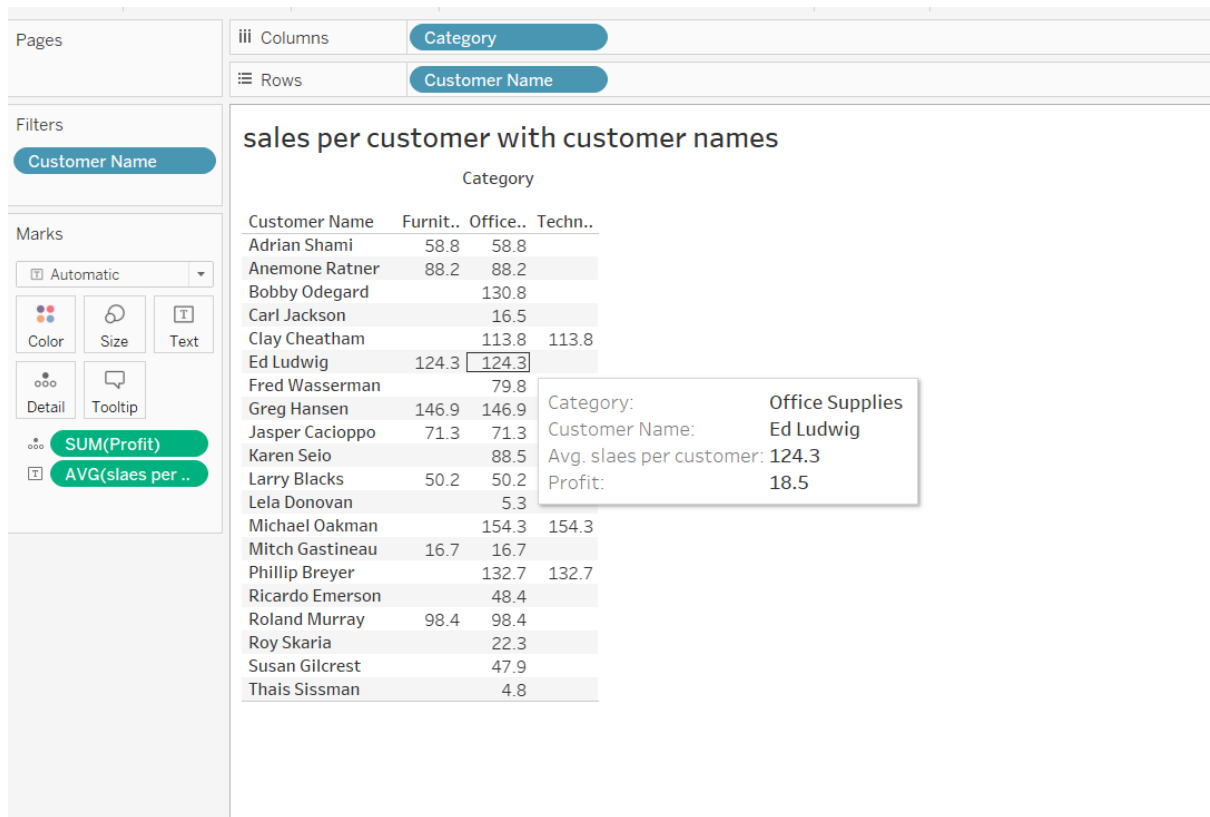 Pages
iii Columns
Category
Rows
Customer Name
Filters
Customer Name
Marks
Automatic
Color Size Text
Detail Tooltip
SUM(Profit)
AVG(slaes per ..
sales per customer with customer names
Category
Customer Name Furnit.. Office.. Techn..
Adrian Shami 58.8 58.8
Anemone Ratner 88.2 88.2
Bobby Odegard 130.8
Carl Jackson 16.5
Clay Cheatham 113.8 113.8
Ed Ludwig 124.3 124.3
Fred Wasserman 79.8
Greg Hansen 146.9 146.9
Jasper Cacioppo 71.3 71.3
Karen Seio 88.5
Larry Blacks 50.2 50.2
Lela Donovan 5.3
Michael Oakman 154.3 154.3
Mitch Gastineau 16.7 16.7
Phillip Breyer 132.7 132.7
Ricardo Emerson 48.4
Roland Murray 98.4 98.4
Roy Skaria 22.3
Susan Gilcrest 47.9
Thais Sissman 4.8
Category: Office Supplies
Customer Name: Ed Ludwig
Avg. slaes per customer: 124.3
Profit: 18.5